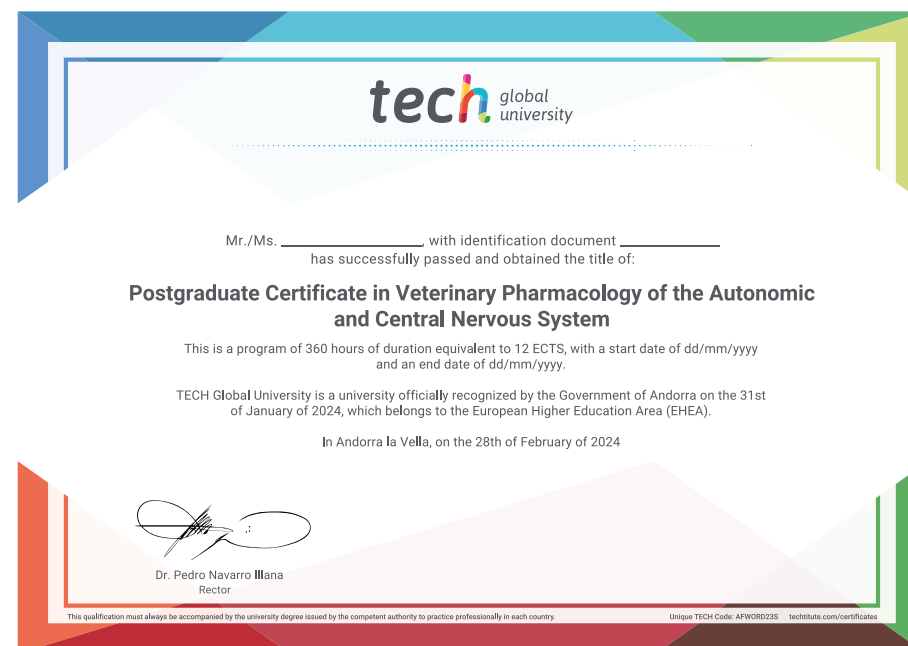 tech global
university
Mr./Ms. ____________, with identification document ____________
has successfully passed and obtained the title of:
Postgraduate Certificate in Veterinary Pharmacology of the Autonomic
and Central Nervous System
This is a program of 360 hours of duration equivalent to 12 ECTS, with a start date of dd/mm/yyyy
and an end date of dd/mm/yyyy.
TECH Global University is a university officially recognized by the Government of Andorra on the 31st
of January of 2024, which belongs to the European Higher Education Area (EHEA).
In Andorra la Vella, on the 28th of February of 2024
Dr. Pedro Navarro Illana
Rector
This qualification must always be accompanied by the university degree issued by the competent authority to practice professionally in each country.
Unique TECH Code: AFWORD23S techtitute.com/certificates